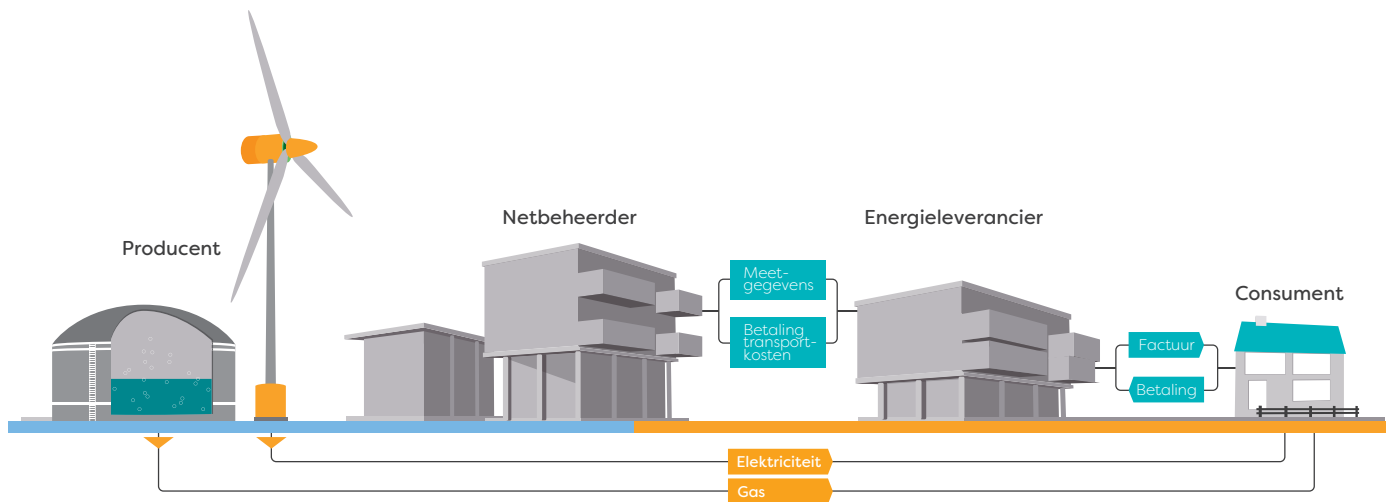 Producent
Netbeheerder
Meet-
gegevens
Betaling
transport-
kosten
Energieleverancier
Factuur
Betaling
Consument
Elektriciteit
Gas